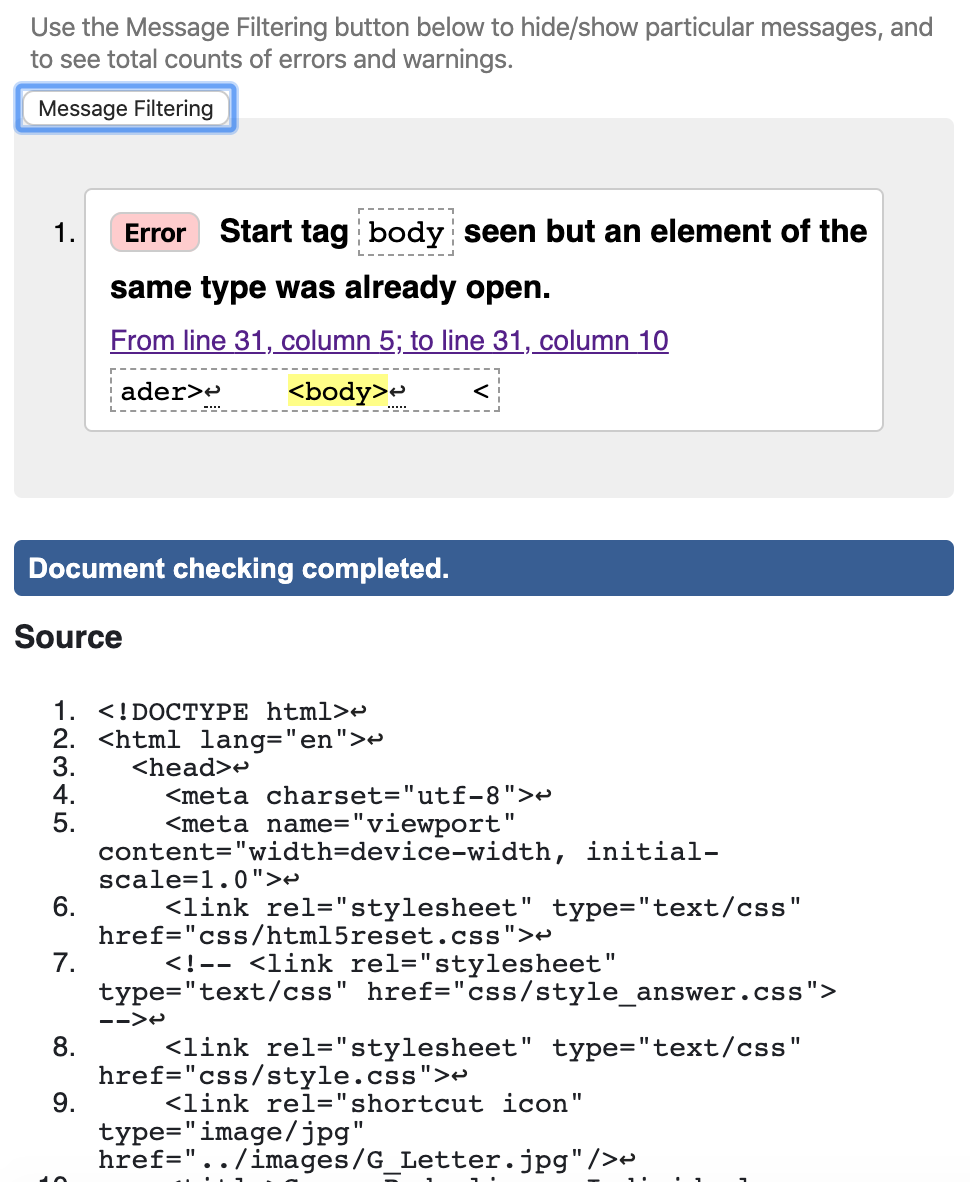 Use the Message Filtering button below to hide/show particular messages, and
to see total counts of errors and warnings.
Message Filtering
1. Error Start tag body seen but an element of the
same type was already open.
From line 31, column 5; to line 31, column 10
ader>↩ <body>↩ <
Document checking completed.
Source
1. <!DOCTYPE html>↩
2. <html lang="en">↩
3. <head>↩
4. <meta charset="utf-8">↩
5. <meta name="viewport"
content="width=device-width, initial-
scale=1.0">↩
6. <link rel="stylesheet" type="text/css"
href="css/html5reset.css">↩
7. <!-- <link rel="stylesheet"
type="text/css" href="css/style_answer.css">
-->↩
8. <link rel="stylesheet" type="text/css"
href="css/style.css">↩
9. <link rel="shortcut icon"
type="image/jpg"
href="../images/G_Letter.jpg"/>↩